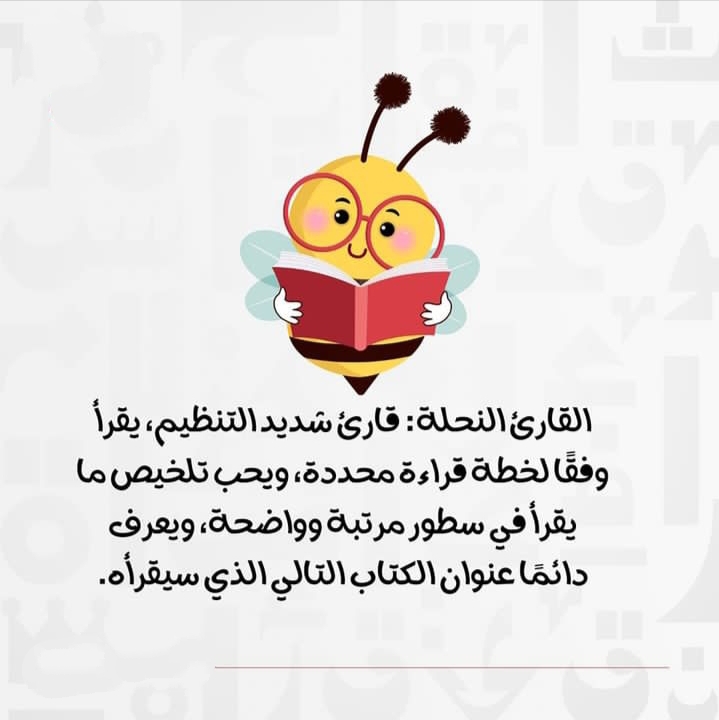 القارئ النحلة: قارئ شديد التنظيم، يقرأ
وفقًا لخطة قراءة محددة، ويحب تلخيص ما
يقرأ في سطور مرتبة وواضحة، ويعرف
دائمًا عنوان الكتاب التالي الذي سيقرأه.